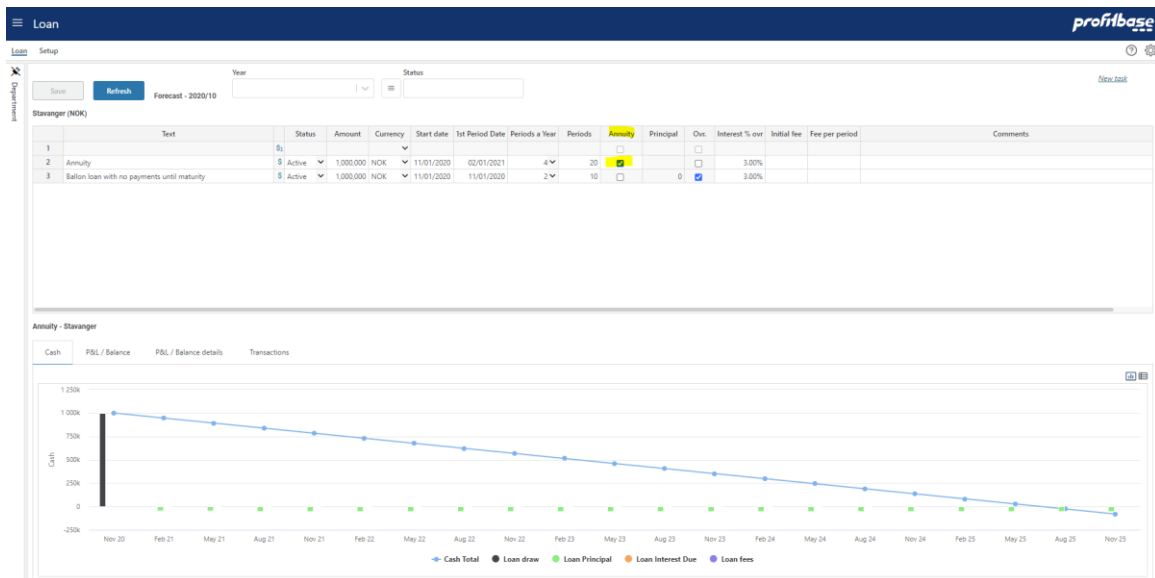 Loan
profitbase
Loan Setup
Department
Year Status
Save Refresh Forecast - 2020/10
New task
Stavanger (NOK)
Text Status Amount Currency Start date 1st Period Date Periods a Year Periods Annuity Principal Ovr. Interest % ovr Initial fee Fee per period Comments
1
2 Annuity $ Active 1,000,000 NOK 11/01/2020 02/01/2021 4 20 3.00%
3 Ballon loan with no payments until maturity $ Active 1,000,000 NOK 11/01/2020 11/01/2020 2 10 0 3.00%
Annuity - Stavanger
Cash P&L / Balance P&L / Balance details Transactions
Cash
1 250k
1 000k
750k
500k
250k
0
-250k
Nov 20 Feb 21 May 21 Aug 21 Nov 21 Feb 22 May 22 Aug 22 Nov 22 Feb 23 May 23 Aug 23 Nov 23 Feb 24 May 24 Aug 24 Nov 24 Feb 25 May 25 Aug 25 Nov 25
Cash Total Loan draw Loan Principal Loan Interest Due Loan fees